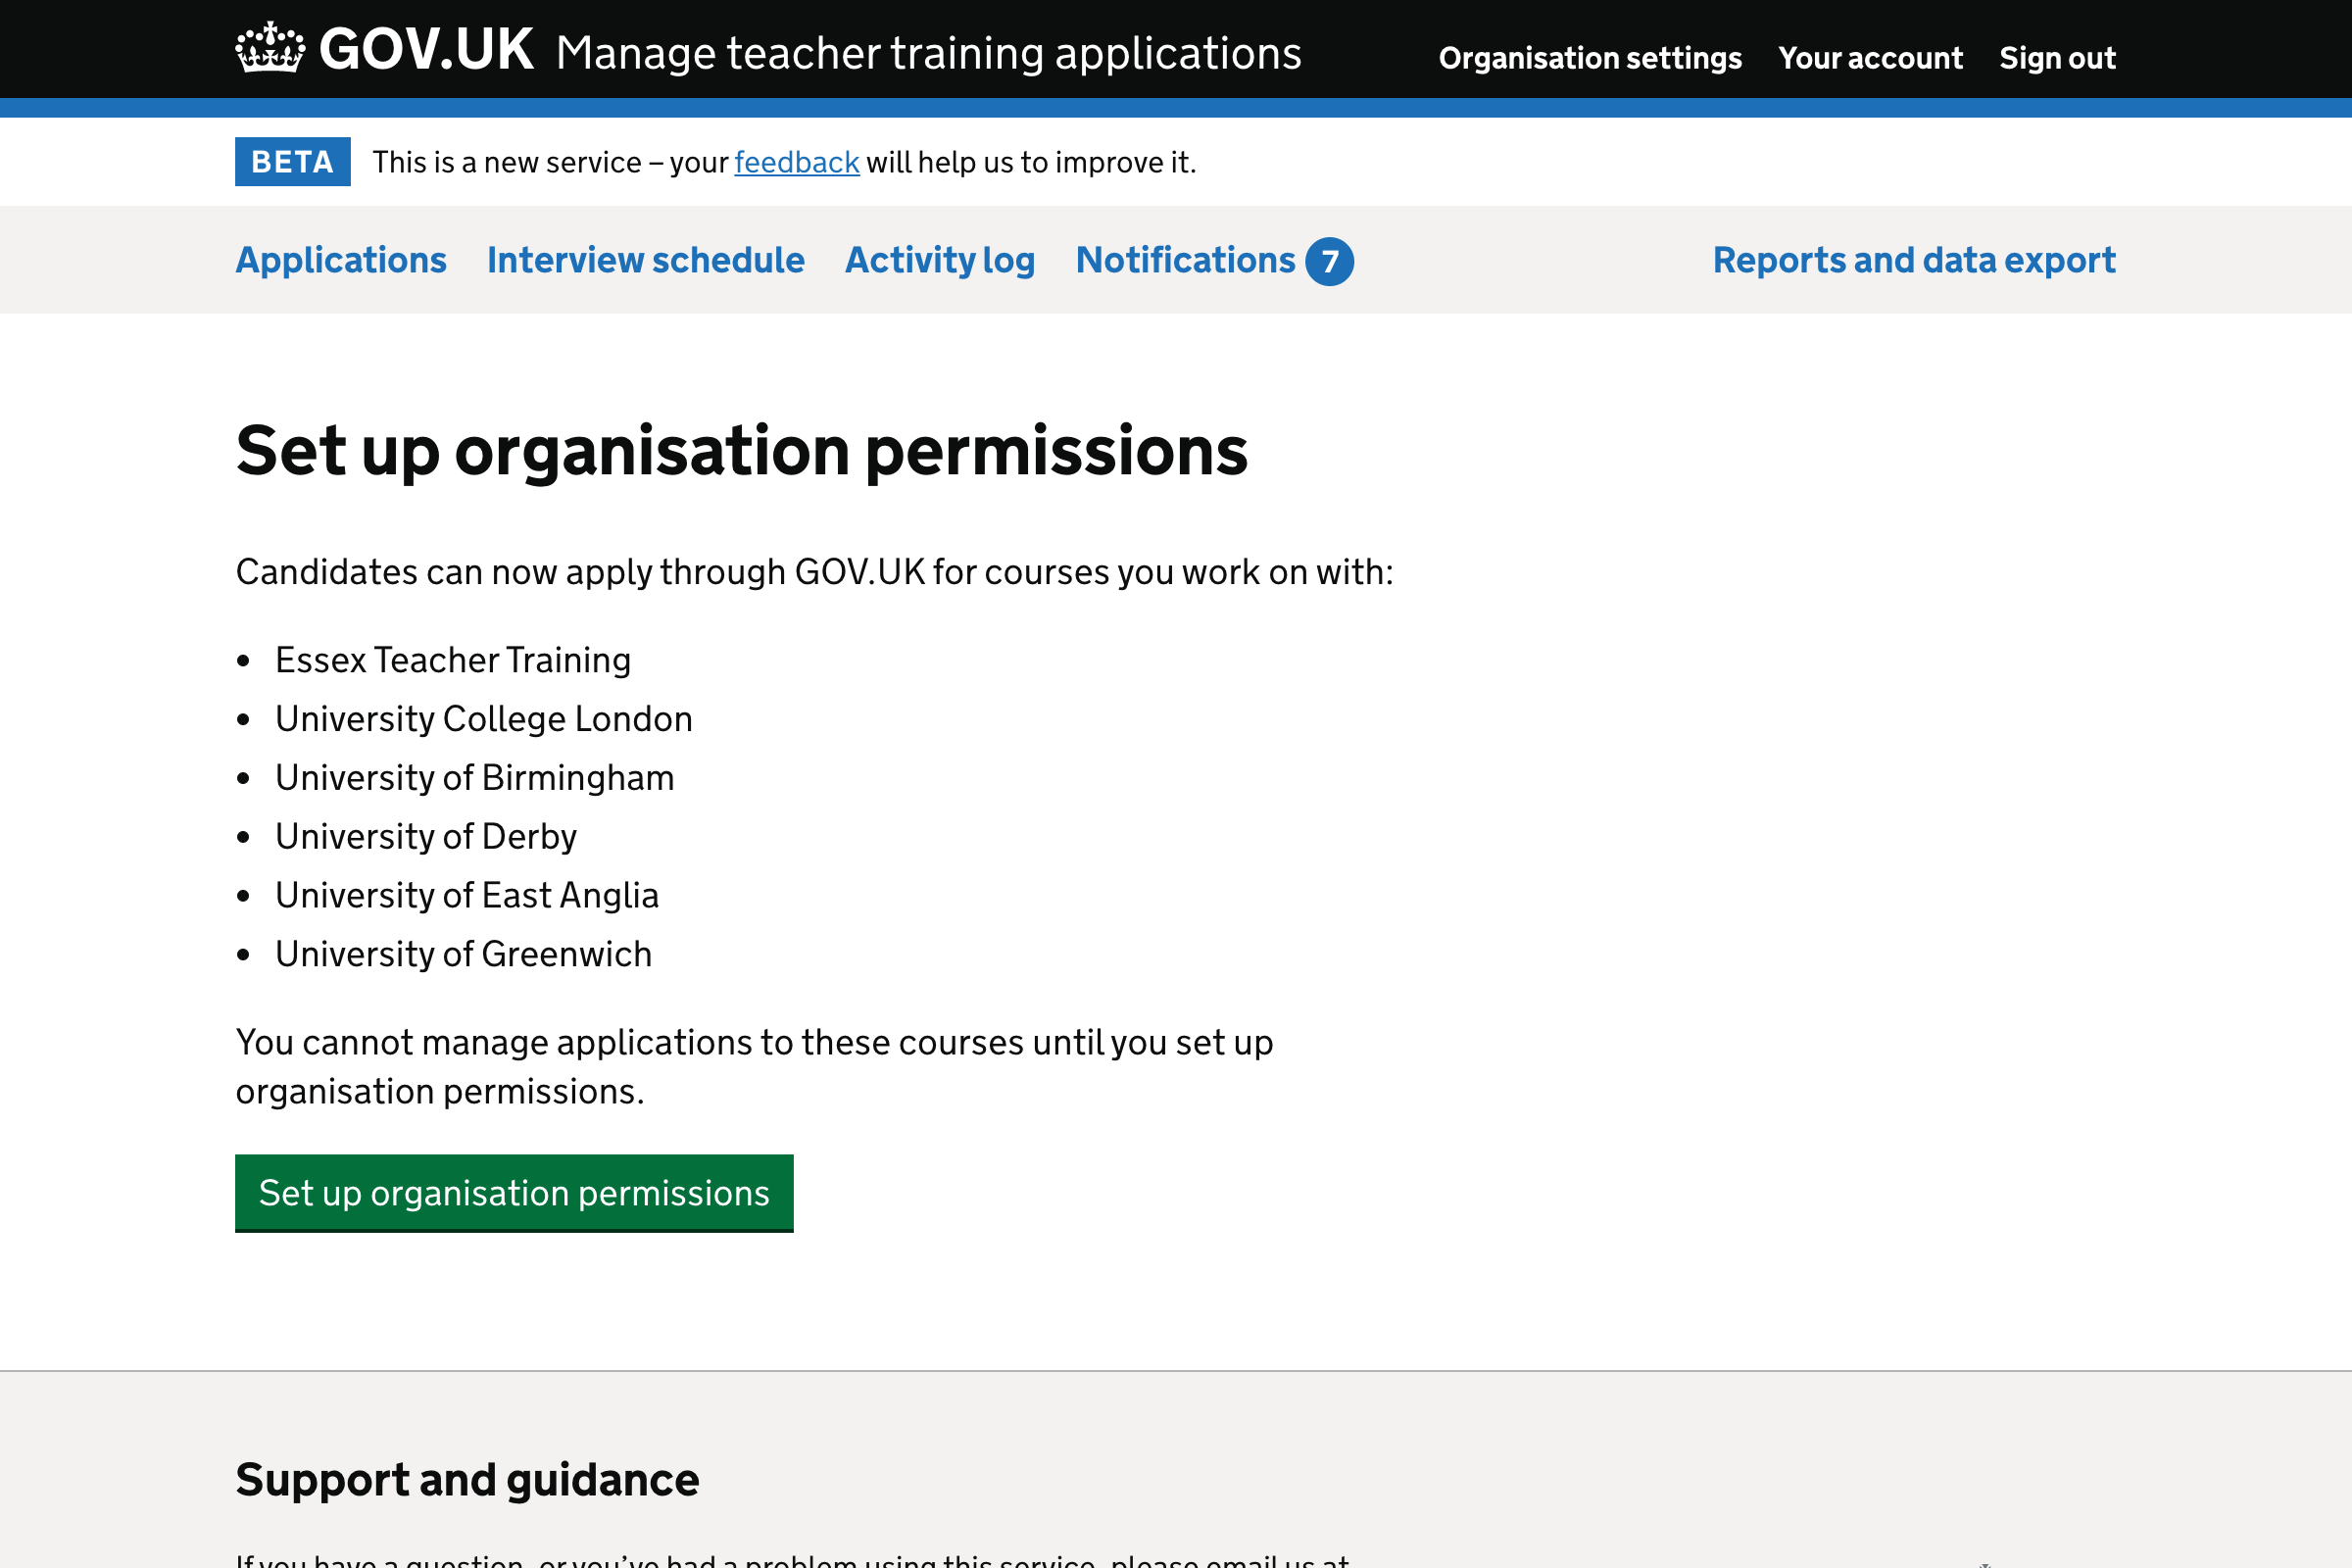 GOV.UK Manage teacher training applications
Organisation settings Your account Sign out
BETA This is a new service – your feedback will help us to improve it.
Applications Interview schedule Activity log Notifications 7 Reports and data export
Set up organisation permissions
Candidates can now apply through GOV.UK for courses you work on with:
• Essex Teacher Training
• University College London
• University of Birmingham
• University of Derby
• University of East Anglia
• University of Greenwich
You cannot manage applications to these courses until you set up
organisation permissions.
Set up organisation permissions
Support and guidance
If you have a question, or you’ve had a problem using this service, please email us at